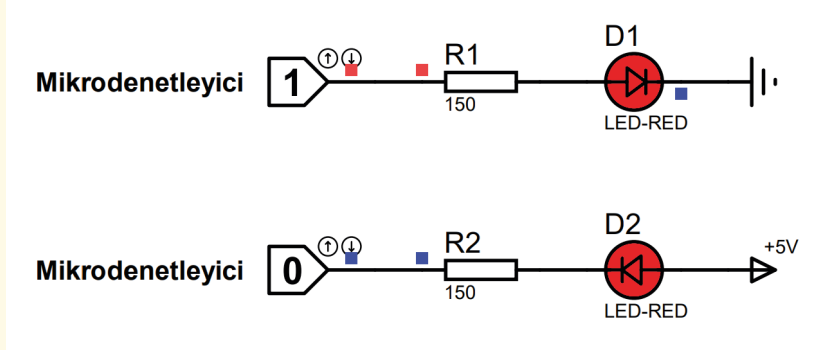 D1
R1
Mikrodenetleyici 1
150
LED-RED
D2
R2
+5V
Mikrodenetleyici 0
150
LED-RED